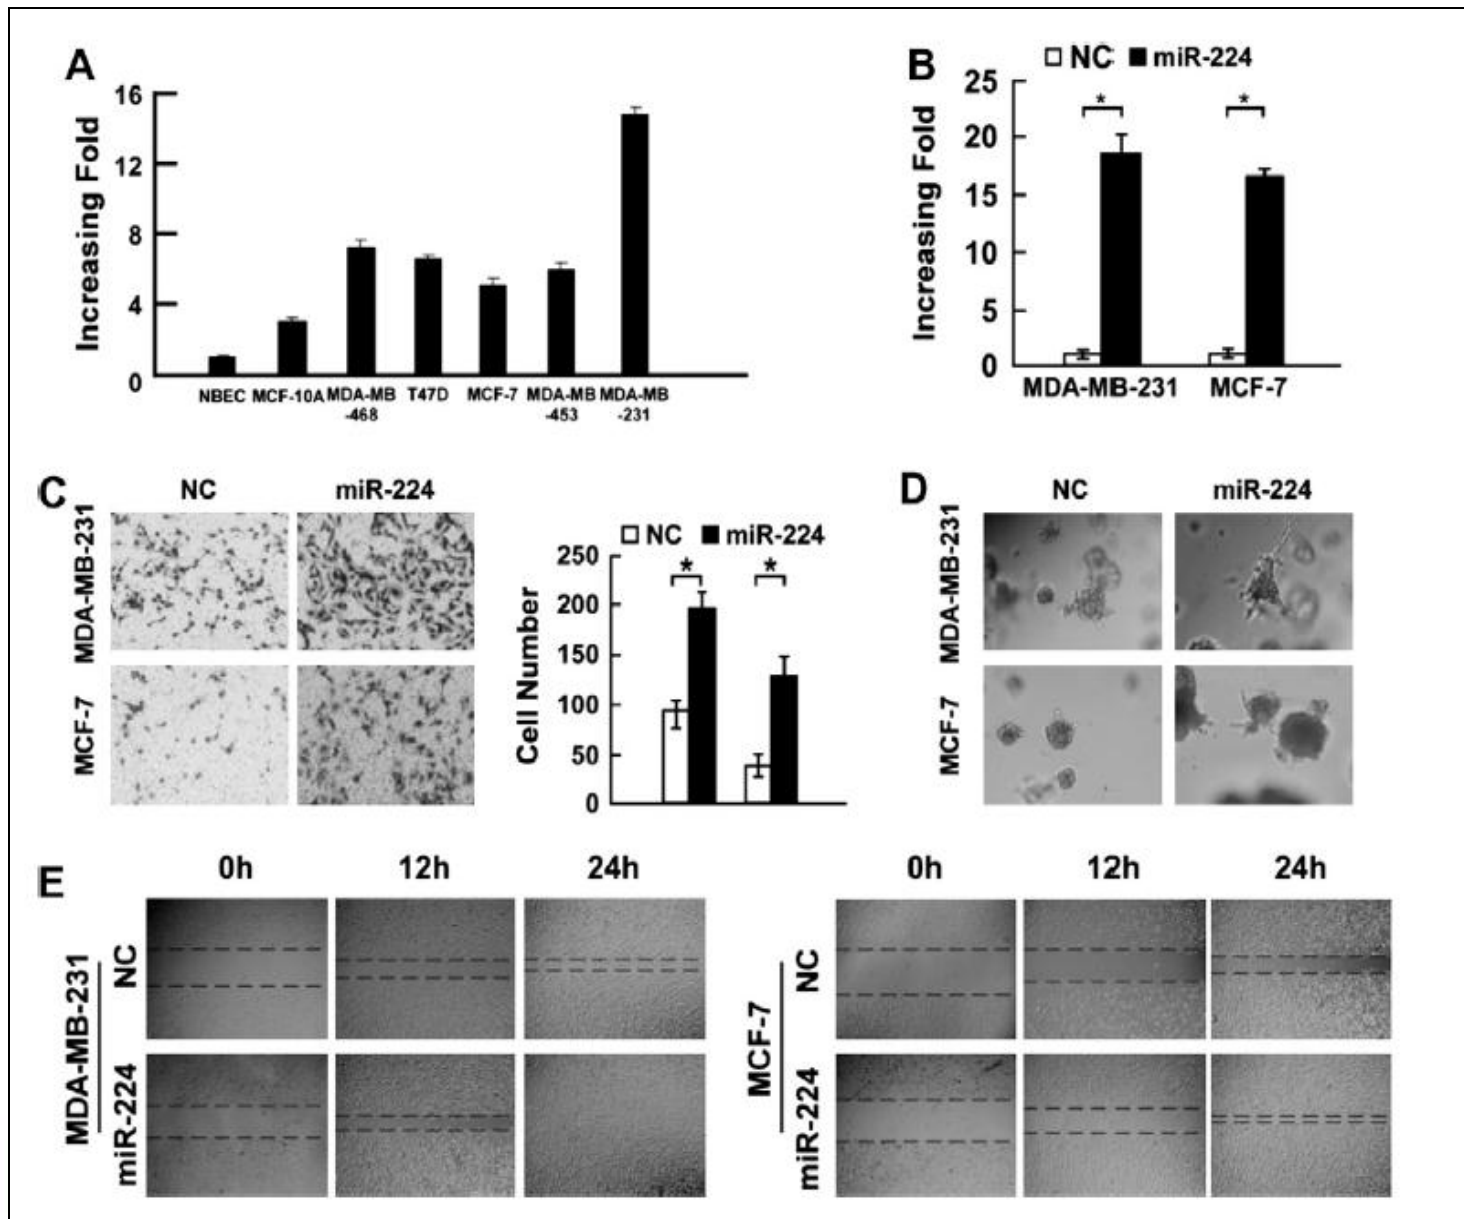 A
Increasing Fold
16
12
8
4
0
NBEC MCF-10A MDA-MB T47D MCF-7 MDA-MB MDA-MB
-468 -453 -231
B
NC miR-224
Increasing Fold
25
20
15
10
5
0
* *
MDA-MB-231 MCF-7
C
NC miR-224
MDA-MB-231
MCF-7
NC miR-224
Cell Number
250
200
150
100
50
0
* *
D
NC miR-224
MDA-MB-231
MCF-7
E
0h 12h 24h
MDA-MB-231
NC
miR-224
0h 12h 24h
MCF-7
NC
miR-224